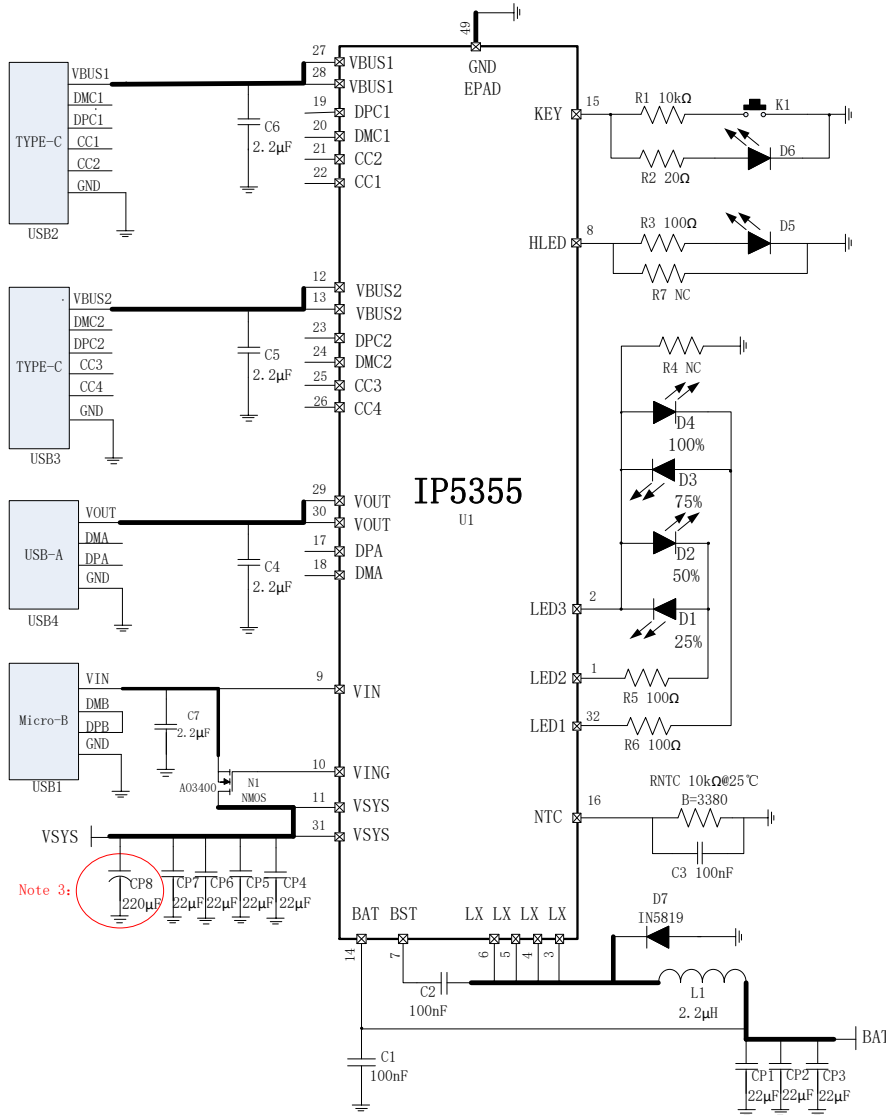 49
GND
EPAD
27
VBUS1
28
VBUS1
19
DPC1
20
DMC1
21
CC2
22
CC1
VBUS1
DMC1
DPC1
TYPE-C
CC1
CC2
GND
USB2
C6
2.2μF
12
VBUS2
13
VBUS2
23
DPC2
24
DMC2
25
CC3
26
CC4
VBUS2
DMC2
DPC2
TYPE-C
CC3
CC4
GND
USB3
C5
2.2μF
29
VOUT
30
VOUT
17
DPA
18
DMA
VOUT
DMA
USB-A
DPA
GND
USB4
C4
2.2μF
9
VIN
VIN
DMB
Micro-B
DPB
GND
USB1
C7
2.2μF
10
VING
AO3400
N1
NMOS
11
VSYS
31
VSYS
VSYS
Note 3:
CP8
220μF
CP7
22μF
CP6
22μF
CP5
22μF
CP4
22μF
IP5355
U1
KEY
15
R1 10kΩ
K1
R2 20Ω
D6
HLED
8
R3 100Ω
D5
R7 NC
R4 NC
D4
100%
D3
75%
D2
50%
D1
25%
LED3
2
LED2
1
R5 100Ω
LED1
32
R6 100Ω
NTC
16
RNTC 10kΩ@25℃
B=3380
C3 100nF
BAT
BST
LX
LX
LX
LX
14
7
6
5
4
3
D7
IN5819
C2
100nF
L1
2.2μH
C1
100nF
BAT
CP1
22μF
CP2
22μF
CP3
22μF